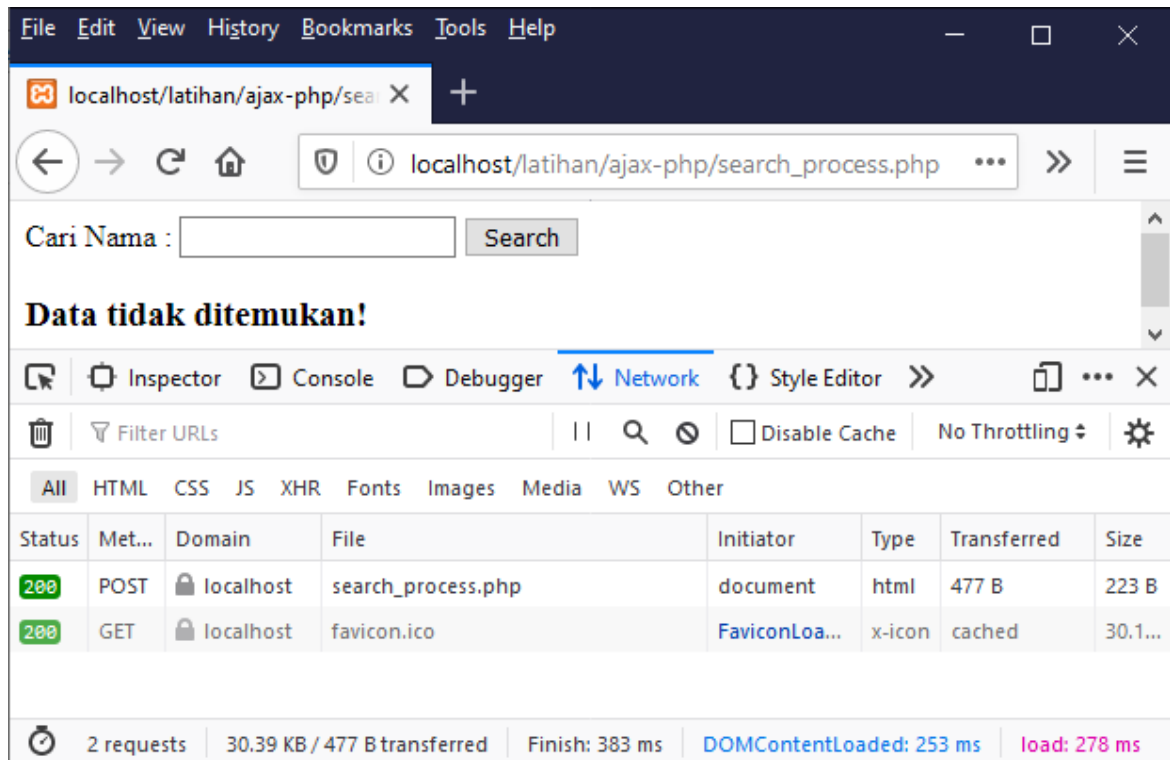 File Edit View History Bookmarks Tools Help
localhost/latihan/ajax-php/sea
localhost/latihan/ajax-php/search_process.php
Cari Nama : Search
Data tidak ditemukan!
Inspector Console Debugger Network {} Style Editor
Filter URLs Disable Cache No Throttling
All HTML CSS JS XHR Fonts Images Media WS Other
Status Met... Domain File Initiator Type Transferred Size
200 POST localhost search_process.php document html 477 B 223 B
200 GET localhost favicon.ico FaviconLoa... x-icon cached 30.1...
2 requests 30.39 KB / 477 B transferred Finish: 383 ms DOMContentLoaded: 253 ms load: 278 ms